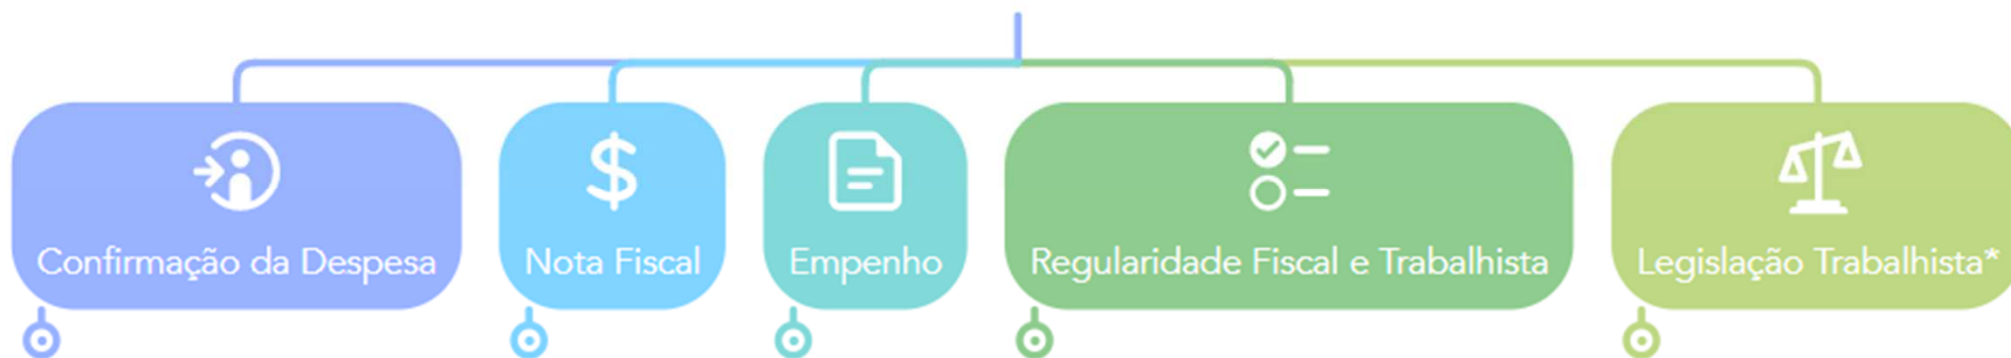 Confirmação da Despesa
Nota Fiscal
Empenho
Regularidade Fiscal e Trabalhista
Legislação Trabalhista*